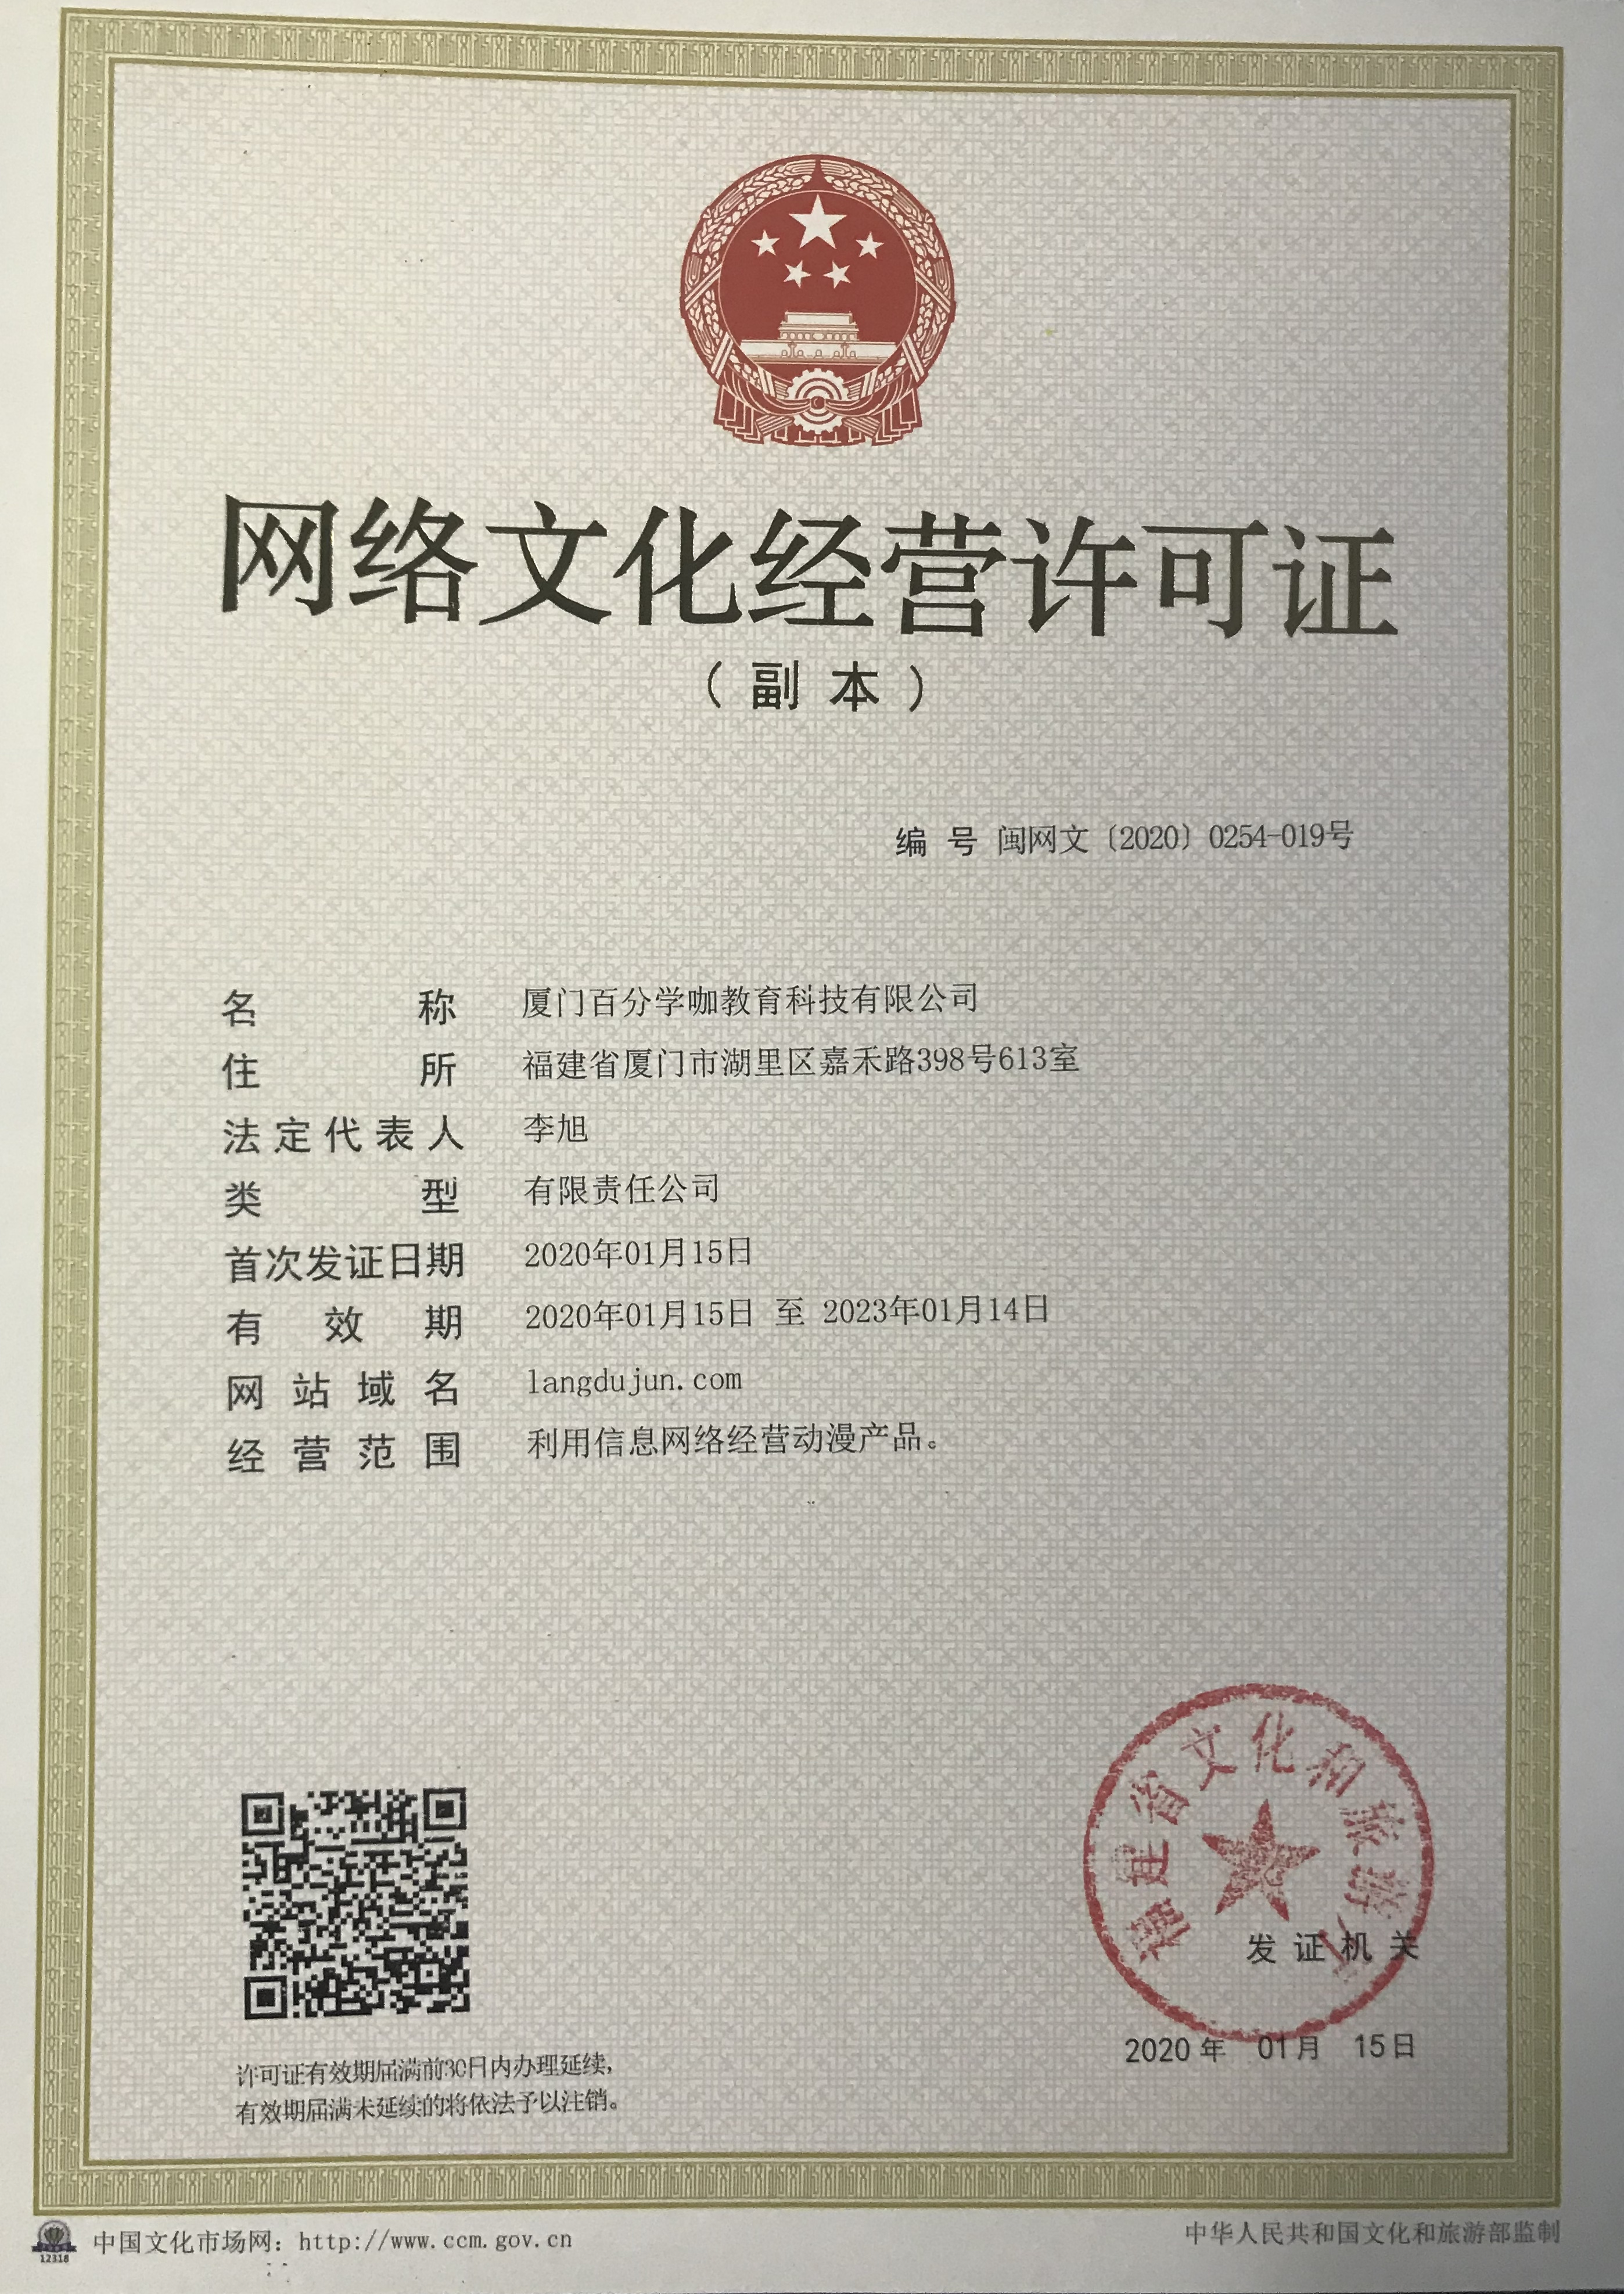 网络文化经营许可证
（副本）
编 号 闽网文〔2020〕0254-019号
名称 厦门百分学咖教育科技有限公司
住所 福建省厦门市湖里区嘉禾路398号613室
法定代表人 李旭
类型 有限责任公司
首次发证日期 2020年01月15日
有效期 2020年01月15日 至 2023年01月14日
网站域名 langdujun.com
经营范围 利用信息网络经营动漫产品。
福建省文化和旅游厅
发证机关
2020 年 01 月 15 日
许可证有效期届满前30日内办理延续,
有效期届满未延续的将依法予以注销。
12318
中国文化市场网：http://www.ccm.gov.cn
中华人民共和国文化和旅游部监制